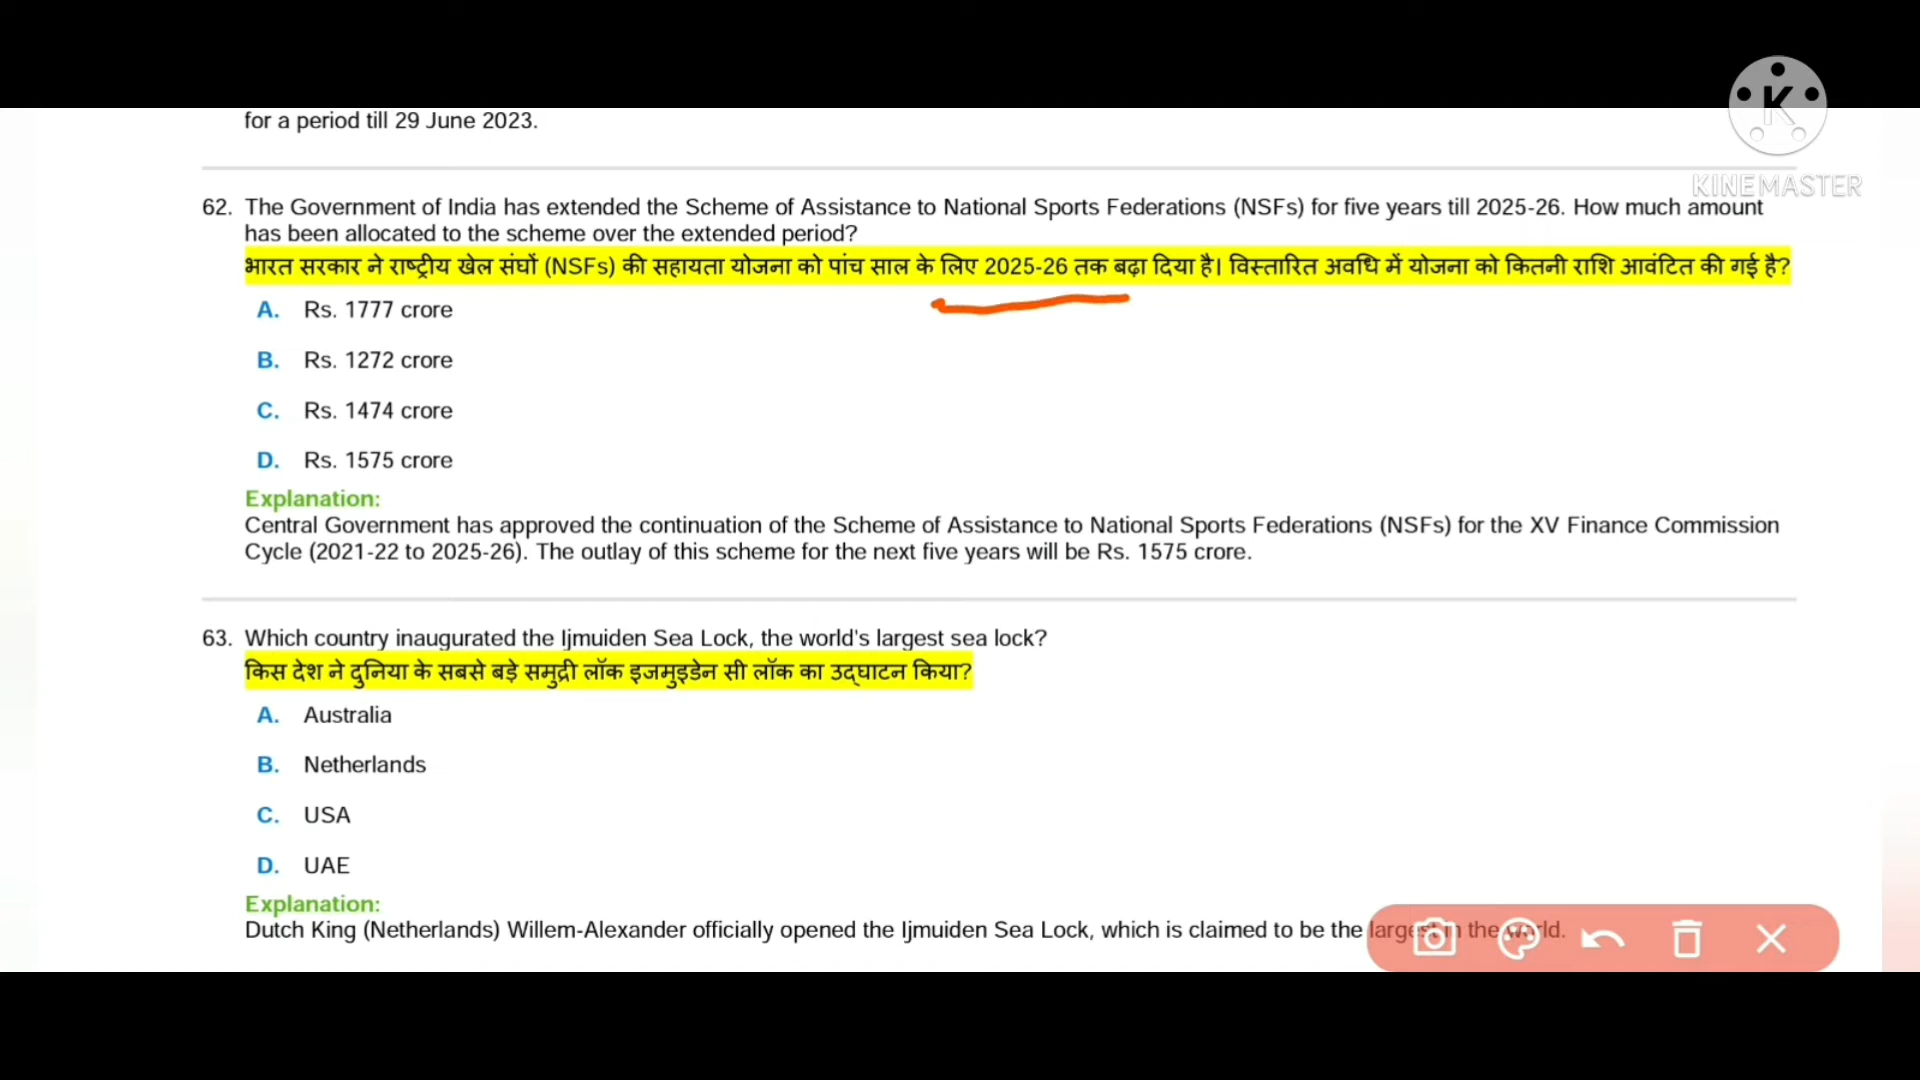 for a period till 29 June 2023.
K
KINEMASTER
62. The Government of India has extended the Scheme of Assistance to National Sports Federations (NSFs) for five years till 2025-26. How much amount
has been allocated to the scheme over the extended period?
भारत सरकार ने राष्ट्रीय खेल संघों (NSFs) की सहायता योजना को पांच साल के लिए 2025-26 तक बढ़ा दिया है। विस्तारित अवधि में योजना को कितनी राशि आवंटित की गई है?
A. Rs. 1777 crore
B. Rs. 1272 crore
C. Rs. 1474 crore
D. Rs. 1575 crore
Explanation:
Central Government has approved the continuation of the Scheme of Assistance to National Sports Federations (NSFs) for the XV Finance Commission
Cycle (2021-22 to 2025-26). The outlay of this scheme for the next five years will be Rs. 1575 crore.
63. Which country inaugurated the Ijmuiden Sea Lock, the world's largest sea lock?
किस देश ने दुनिया के सबसे बड़े समुद्री लॉक इजमुइडेन सी लॉक का उद्घाटन किया?
A. Australia
B. Netherlands
C. USA
D. UAE
Explanation:
Dutch King (Netherlands) Willem-Alexander officially opened the Ijmuiden Sea Lock, which is claimed to be the largest in the world.